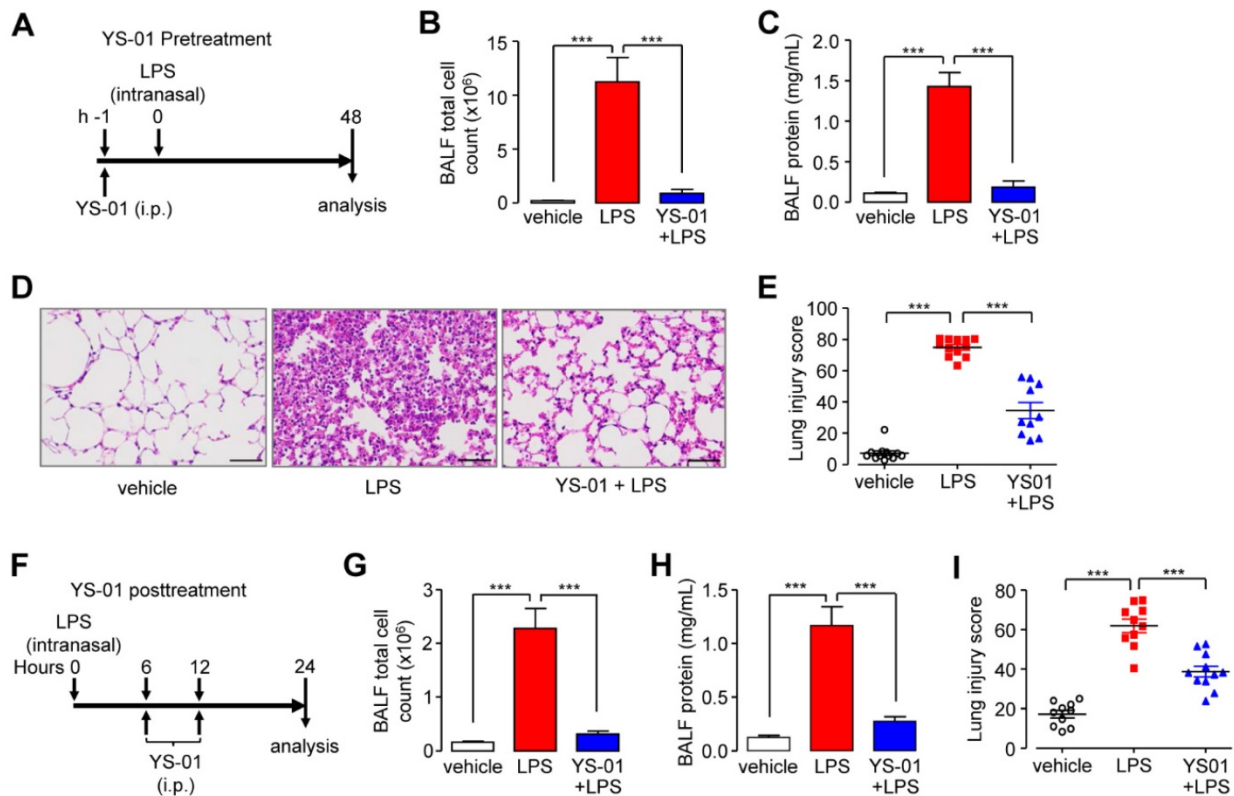 A
YS-01 Pretreatment
LPS
(intranasal)
h -1 0 48
YS-01 (i.p.)
analysis
B
BALF total cell
count (x10⁶)
15
10
5
0
***
***
vehicle LPS YS-01
+LPS
C
BALF protein (mg/mL)
2.0
1.5
1.0
0.5
0.0
***
***
vehicle LPS YS-01
+LPS
D
vehicle
LPS
YS-01 + LPS
E
Lung injury score
100
80
60
40
20
0
***
***
vehicle LPS YS01
+LPS
F
YS-01 posttreatment
LPS
(intranasal)
Hours 0 6 12 24
YS-01
(i.p.)
analysis
G
BALF total cell
count (x10⁶)
3
2
1
0
***
***
vehicle LPS YS-01
+LPS
H
BALF protein (mg/mL)
1.5
1.0
0.5
0.0
***
***
vehicle LPS YS-01
+LPS
I
Lung injury score
80
60
40
20
0
***
***
vehicle LPS YS01
+LPS